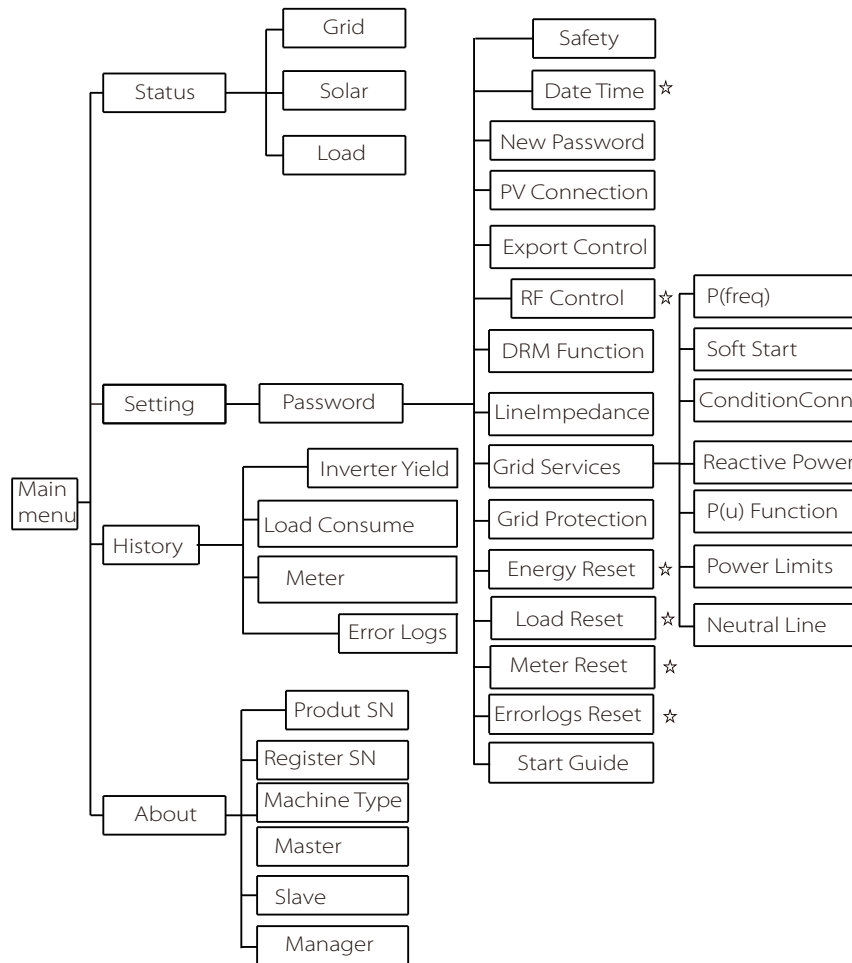 Main
menu
Status
Grid
Solar
Load
Setting
Password
Safety
Date Time ☆
New Password
PV Connection
Export Control
RF Control ☆
DRM Function
LineImpedance
Grid Services
P(freq)
Soft Start
ConditionConn
Reactive Power
P(u) Function
Power Limits
Neutral Line
Grid Protection
Energy Reset ☆
Load Reset ☆
Meter Reset ☆
Errorlogs Reset ☆
Start Guide
History
Inverter Yield
Load Consume
Meter
Error Logs
About
Produt SN
Register SN
Machine Type
Master
Slave
Manager